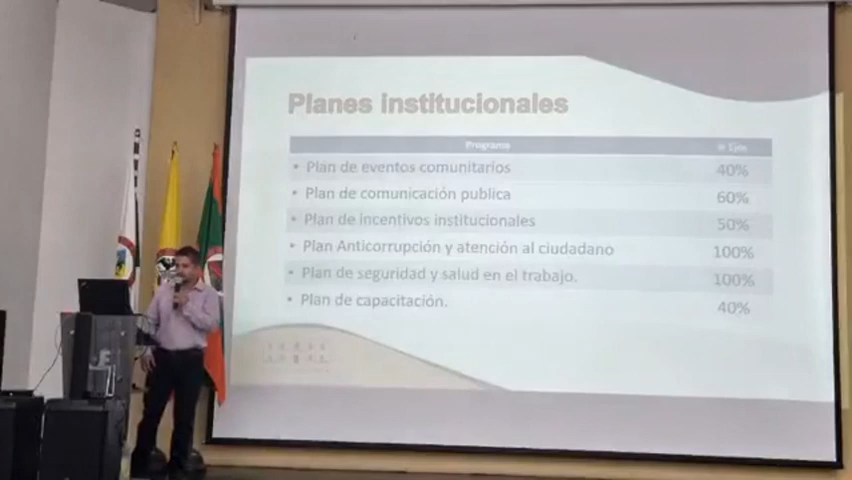 Planes institucionales
Programa % Ejec
• Plan de eventos comunitarios 40%
• Plan de comunicación publica 60%
• Plan de incentivos institucionales 50%
• Plan Anticorrupción y atención al ciudadano 100%
• Plan de seguridad y salud en el trabajo. 100%
• Plan de capacitación. 40%